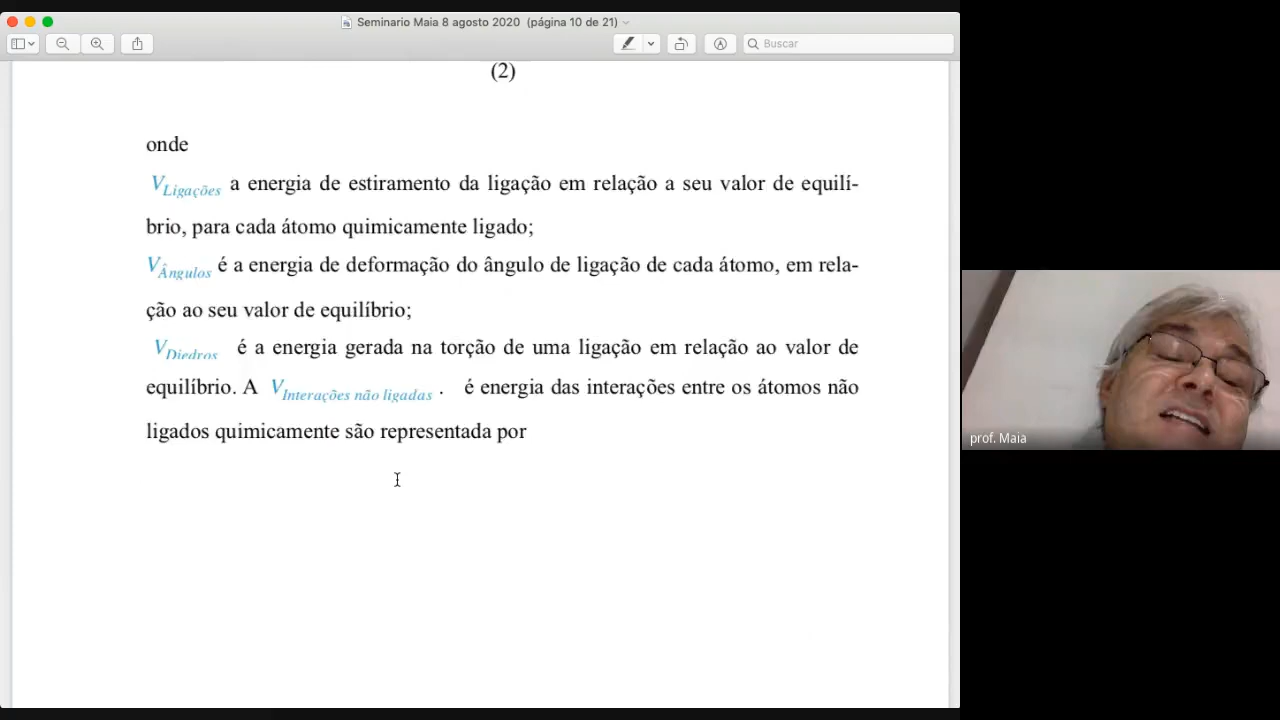 Seminario Maia 8 agosto 2020 (página 10 de 21)
Buscar
(2)
onde
V_Ligações a energia de estiramento da ligação em relação a seu valor de equilí-
brio, para cada átomo quimicamente ligado;
V_Ângulos é a energia de deformação do ângulo de ligação de cada átomo, em rela-
ção ao seu valor de equilíbrio;
V_Diedros é a energia gerada na torção de uma ligação em relação ao valor de
equilíbrio. A V_Interações não ligadas . é energia das interações entre os átomos não
ligados quimicamente são representada por
prof. Maia